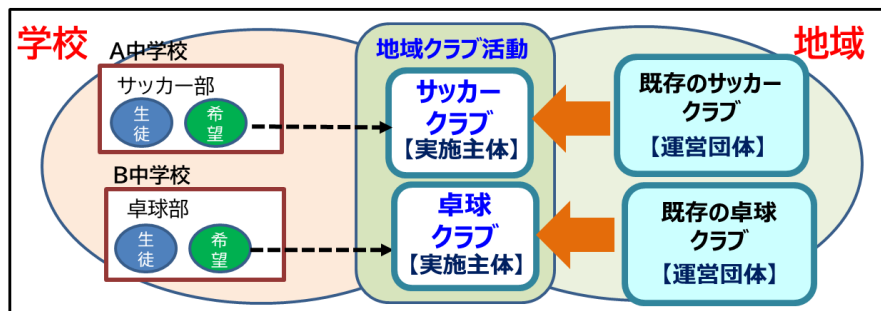 学校
地域
地域クラブ活動
A中学校
サッカー部
生徒
希望
サッカー
クラブ
【実施主体】
既存のサッカー
クラブ
【運営団体】
B中学校
卓球部
生徒
希望
卓球
クラブ
【実施主体】
既存の卓球
クラブ
【運営団体】